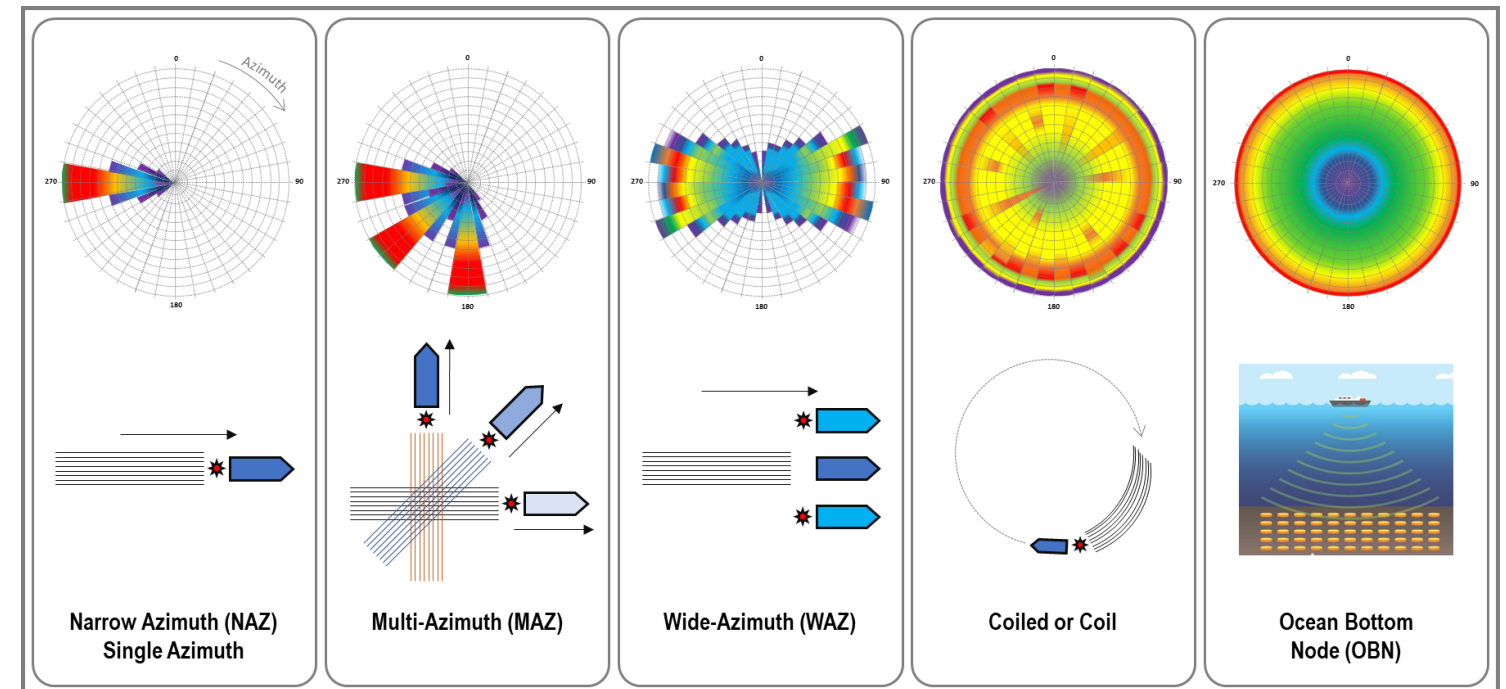 0
Azimuth
270
90
180
Narrow Azimuth (NAZ)
Single Azimuth
0
270
90
180
Multi-Azimuth (MAZ)
0
270
90
180
Wide-Azimuth (WAZ)
0
270
90
180
Coiled or Coil
0
270
90
180
Ocean Bottom
Node (OBN)